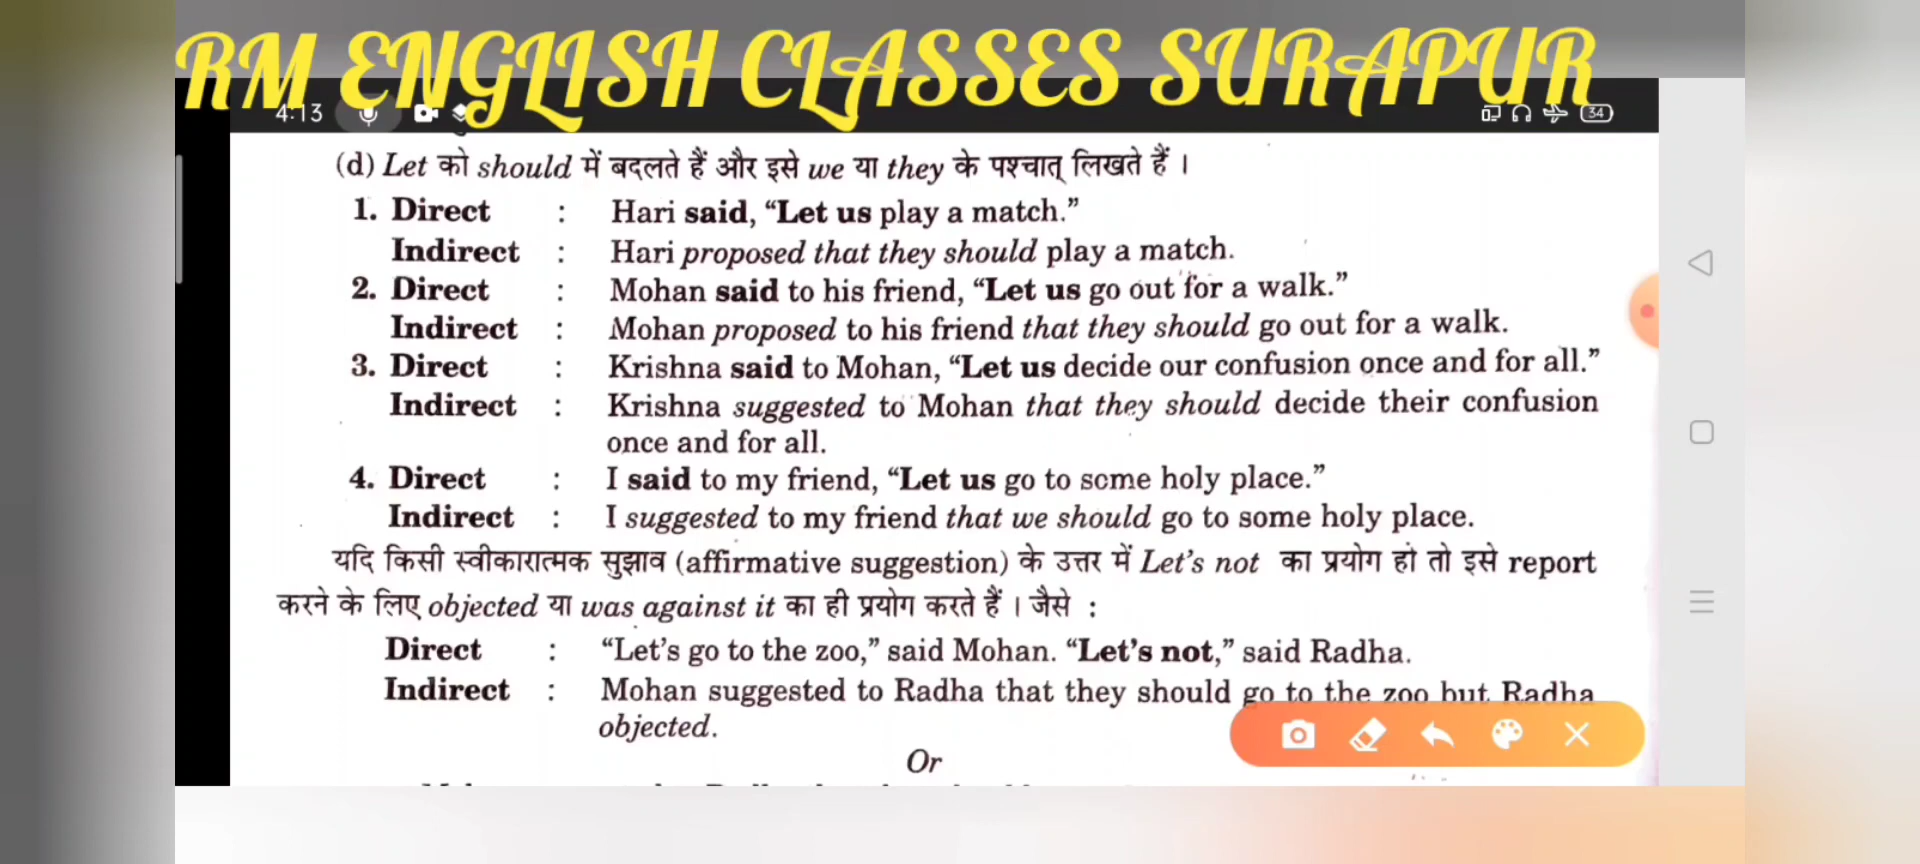 RM ENGLISH CLASSES SURAPUR
4:13 34
(d) Let को should में बदलते हैं और इसे we या they के पश्चात् लिखते हैं ।
1. Direct : Hari said, “Let us play a match.”
Indirect : Hari proposed that they should play a match.
2. Direct : Mohan said to his friend, “Let us go out for a walk.”
Indirect : Mohan proposed to his friend that they should go out for a walk.
3. Direct : Krishna said to Mohan, “Let us decide our confusion once and for all.”
Indirect : Krishna suggested to Mohan that they should decide their confusion
once and for all.
4. Direct : I said to my friend, “Let us go to some holy place.”
Indirect : I suggested to my friend that we should go to some holy place.
यदि किसी स्वीकारात्मक सुझाव (affirmative suggestion) के उत्तर में Let’s not का प्रयोग हो तो इसे report
करने के लिए objected या was against it का ही प्रयोग करते हैं । जैसे :
Direct : “Let’s go to the zoo,” said Mohan. “Let’s not,” said Radha.
Indirect : Mohan suggested to Radha that they should go to the zoo but Radha
objected.
Or